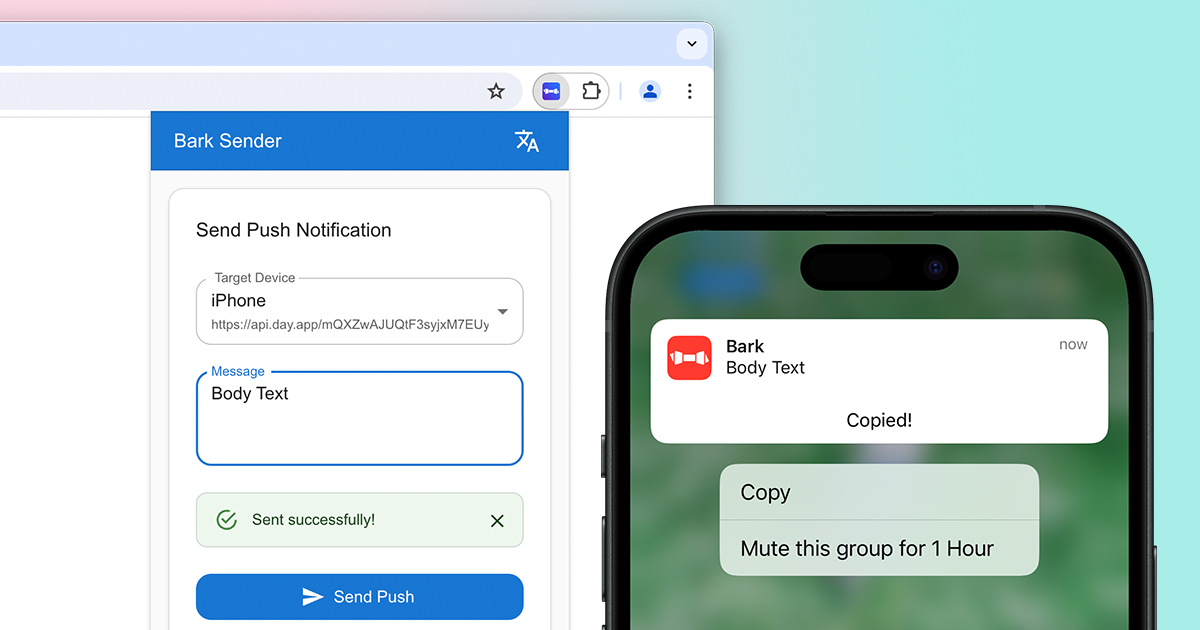 Bark Sender
Send Push Notification
Target Device
iPhone
https://api.day.app/mQXZwAJUQtF3syjxM7EUy
Message
Body Text
Sent successfully!
Send Push
Bark
now
Body Text
Copied!
Copy
Mute this group for 1 Hour